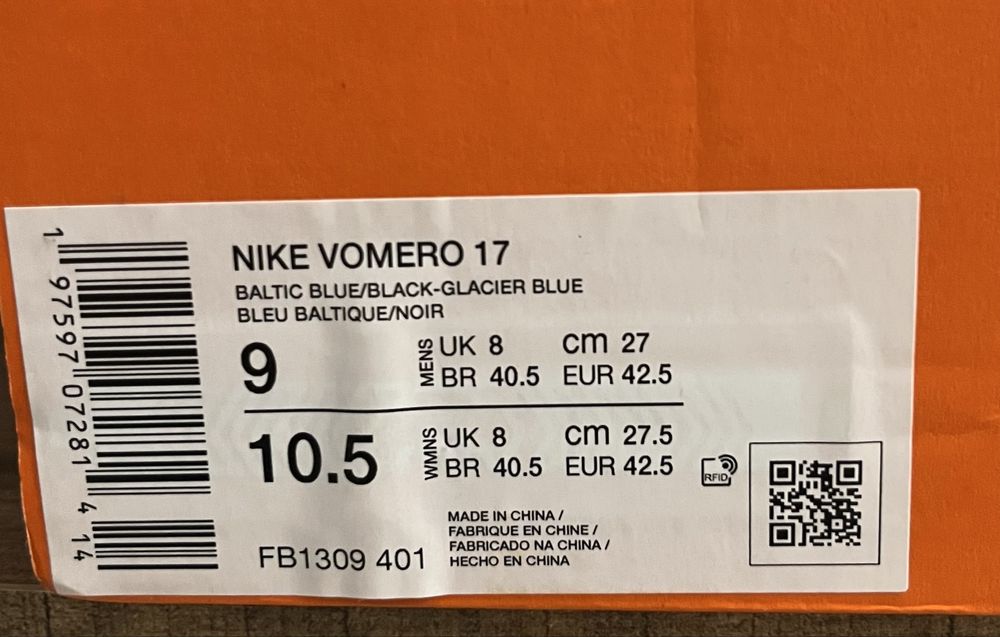 NIKE VOMERO 17
BALTIC BLUE/BLACK-GLACIER BLUE
BLEU BALTIQUE/NOIR
9 MENS UK 8 cm 27
BR 40.5 EUR 42.5
10.5 WMNS UK 8 cm 27.5
BR 40.5 EUR 42.5
RFID
MADE IN CHINA /
FABRIQUE EN CHINE /
FABRICADO NA CHINA /
HECHO EN CHINA
FB1309 401
1 97597 07281 4 14